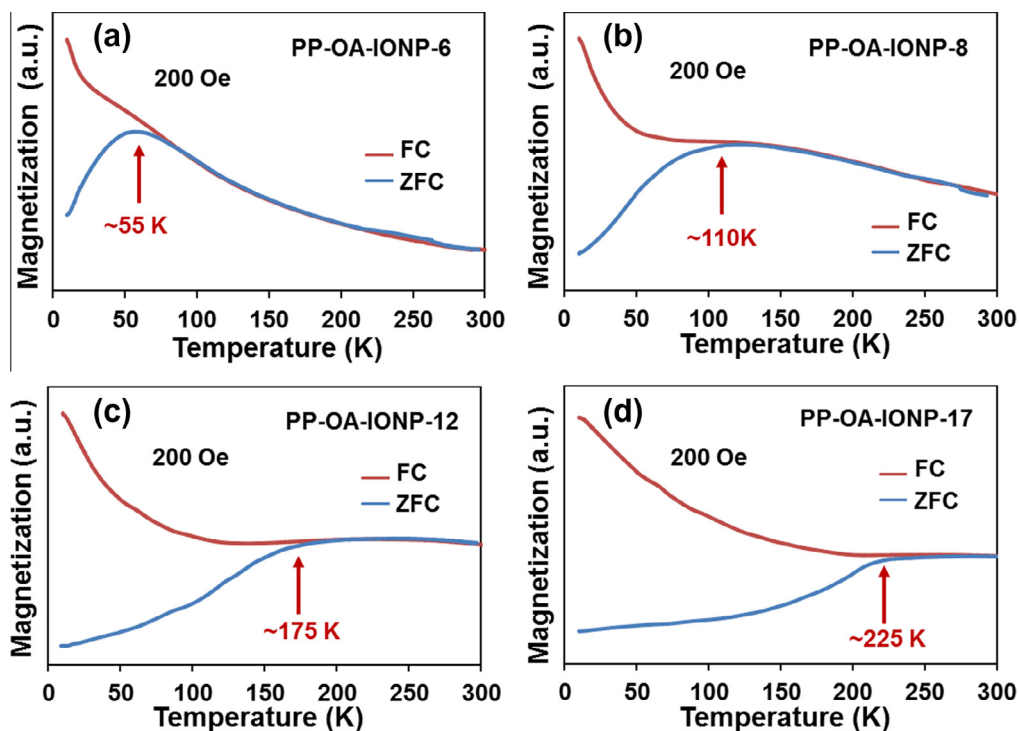 (a)
PP-OA-IONP-6
200 Oe
FC
ZFC
~55 K
Magnetization (a.u.)
0 50 100 150 200 250 300
Temperature (K)
(b)
PP-OA-IONP-8
200 Oe
FC
ZFC
~110K
Magnetization (a.u.)
0 50 100 150 200 250 300
Temperature (K)
(c)
PP-OA-IONP-12
200 Oe
FC
ZFC
~175 K
Magnetization (a.u.)
0 50 100 150 200 250 300
Temperature (K)
(d)
PP-OA-IONP-17
200 Oe
FC
ZFC
~225 K
Magnetization (a.u.)
0 50 100 150 200 250 300
Temperature (K)